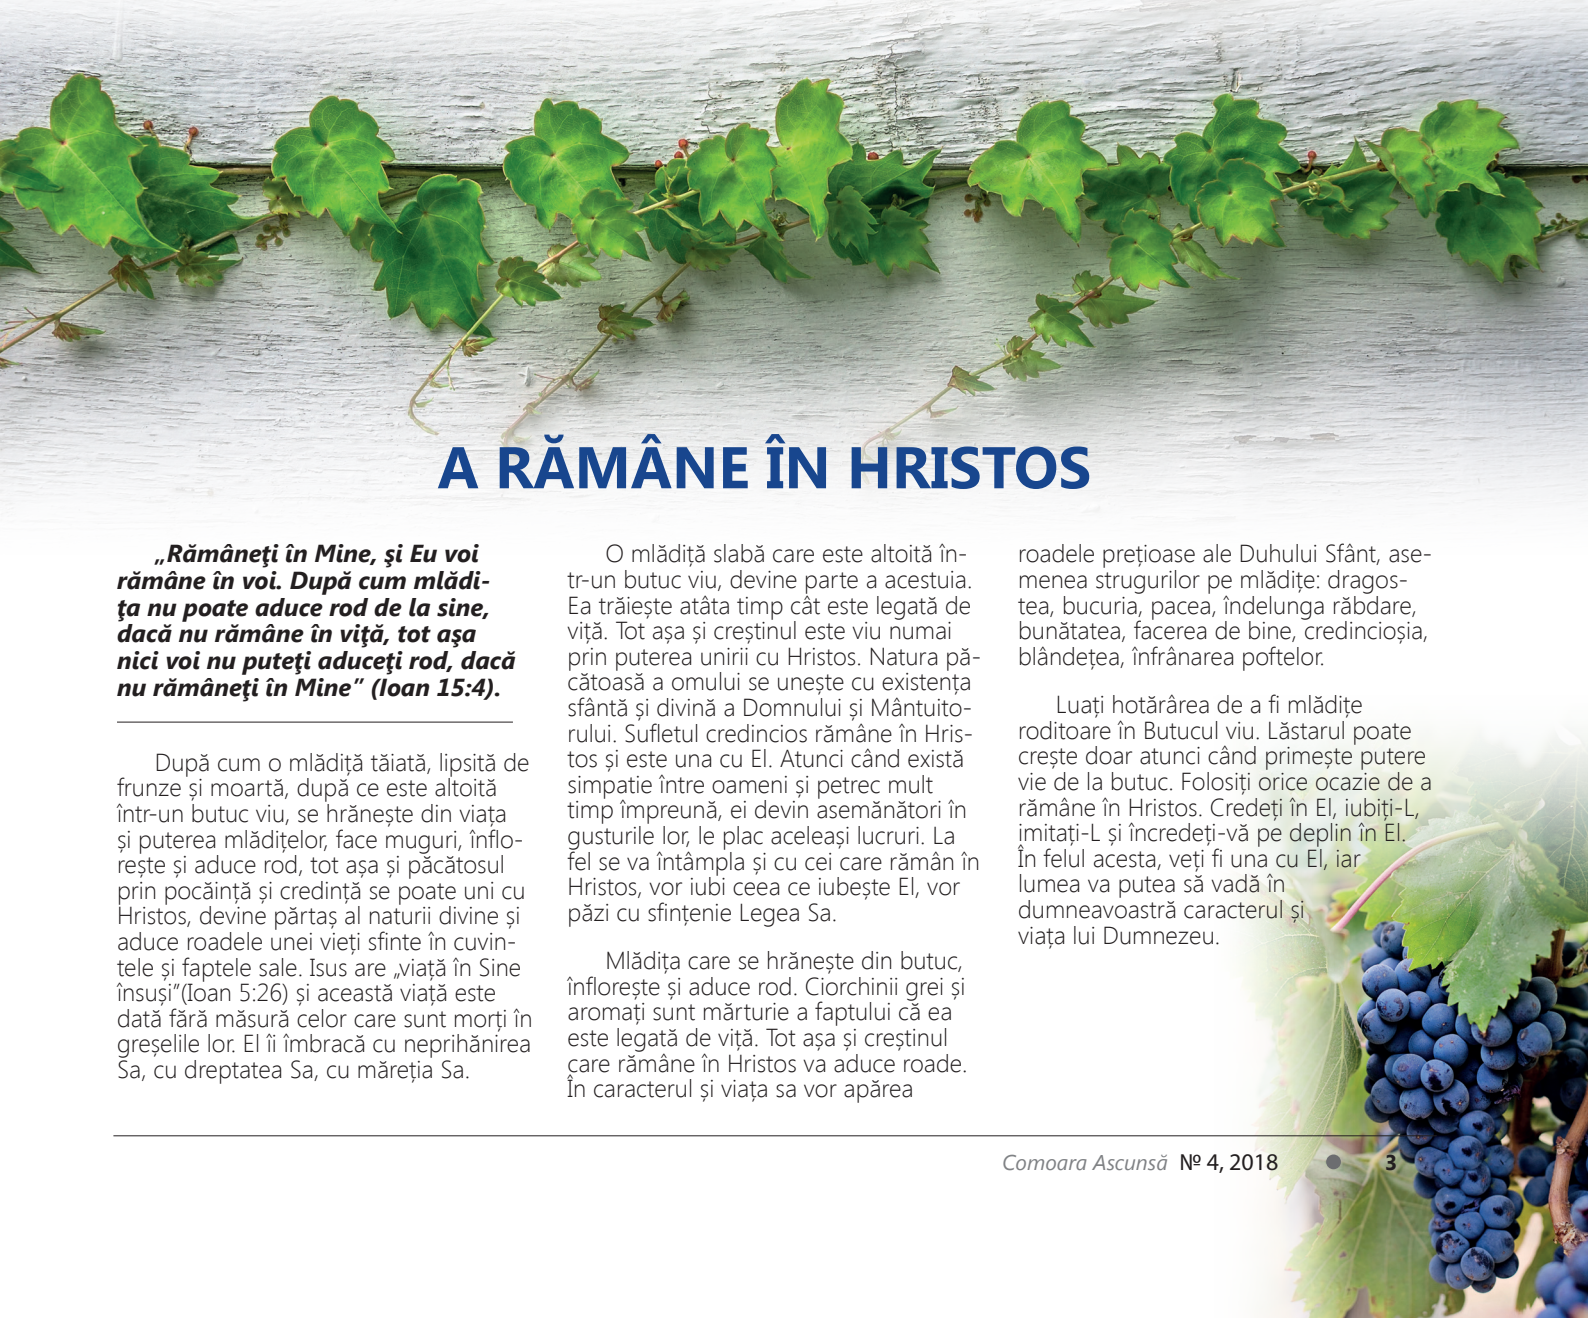 A RĂMÂNE ÎN HRISTOS
„Rămâneţi în Mine, şi Eu voi
rămâne în voi. După cum mlădi-
ţa nu poate aduce rod de la sine,
dacă nu rămâne în viţă, tot aşa
nici voi nu puteţi aduceţi rod, dacă
nu rămâneţi în Mine” (Ioan 15:4).
După cum o mlădiță tăiată, lipsită de
frunze și moartă, după ce este altoită
într-un butuc viu, se hrănește din viața
și puterea mlădițelor, face muguri, înflo-
rește și aduce rod, tot așa și păcătosul
prin pocăință și credință se poate uni cu
Hristos, devine părtaș al naturii divine și
aduce roadele unei vieți sfinte în cuvin-
tele și faptele sale. Isus are „viață în Sine
însuși”(Ioan 5:26) și această viață este
dată fără măsură celor care sunt morți în
greșelile lor. El îi îmbracă cu neprihănirea
Sa, cu dreptatea Sa, cu măreția Sa.
O mlădiță slabă care este altoită în-
tr-un butuc viu, devine parte a acestuia.
Ea trăiește atâta timp cât este legată de
viță. Tot așa și creștinul este viu numai
prin puterea unirii cu Hristos. Natura pă-
cătoasă a omului se unește cu existența
sfântă și divină a Domnului și Mântuito-
rului. Sufletul credincios rămâne în Hris-
tos și este una cu El. Atunci când există
simpatie între oameni și petrec mult
timp împreună, ei devin asemănători în
gusturile lor, le plac aceleași lucruri. La
fel se va întâmpla și cu cei care rămân în
Hristos, vor iubi ceea ce iubește El, vor
păzi cu sfințenie Legea Sa.
Mlădița care se hrănește din butuc,
înflorește și aduce rod. Ciorchinii grei și
aromați sunt mărturie a faptului că ea
este legată de viță. Tot așa și creștinul
care rămâne în Hristos va aduce roade.
În caracterul și viața sa vor apărea
roadele prețioase ale Duhului Sfânt, ase-
menea strugurilor pe mlădițe: dragos-
tea, bucuria, pacea, îndelunga răbdare,
bunătatea, facerea de bine, credincioșia,
blândețea, înfrânarea poftelor.
Luați hotărârea de a fi mlădițe
roditoare în Butucul viu. Lăstarul poate
crește doar atunci când primește putere
vie de la butuc. Folosiți orice ocazie de a
rămâne în Hristos. Credeți în El, iubiți-L,
imitați-L și încredeți-vă pe deplin în El.
În felul acesta, veți fi una cu El, iar
lumea va putea să vadă în
dumneavoastră caracterul și
viața lui Dumnezeu.
Comoara Ascunsă № 4, 2018 ● 3